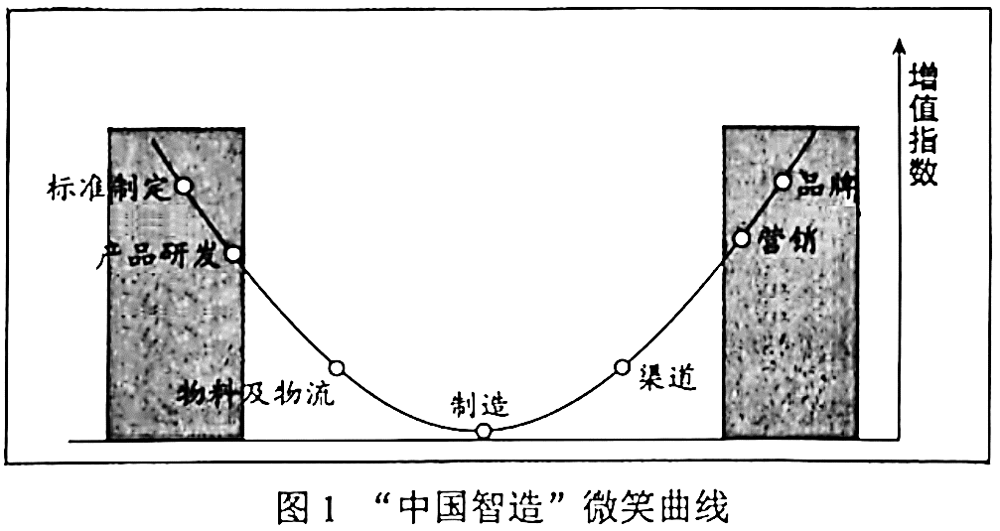 增值指数
标准制定
品牌
产品研发
营销
物料及物流
制造
渠道
图1 “中国智造”微笑曲线